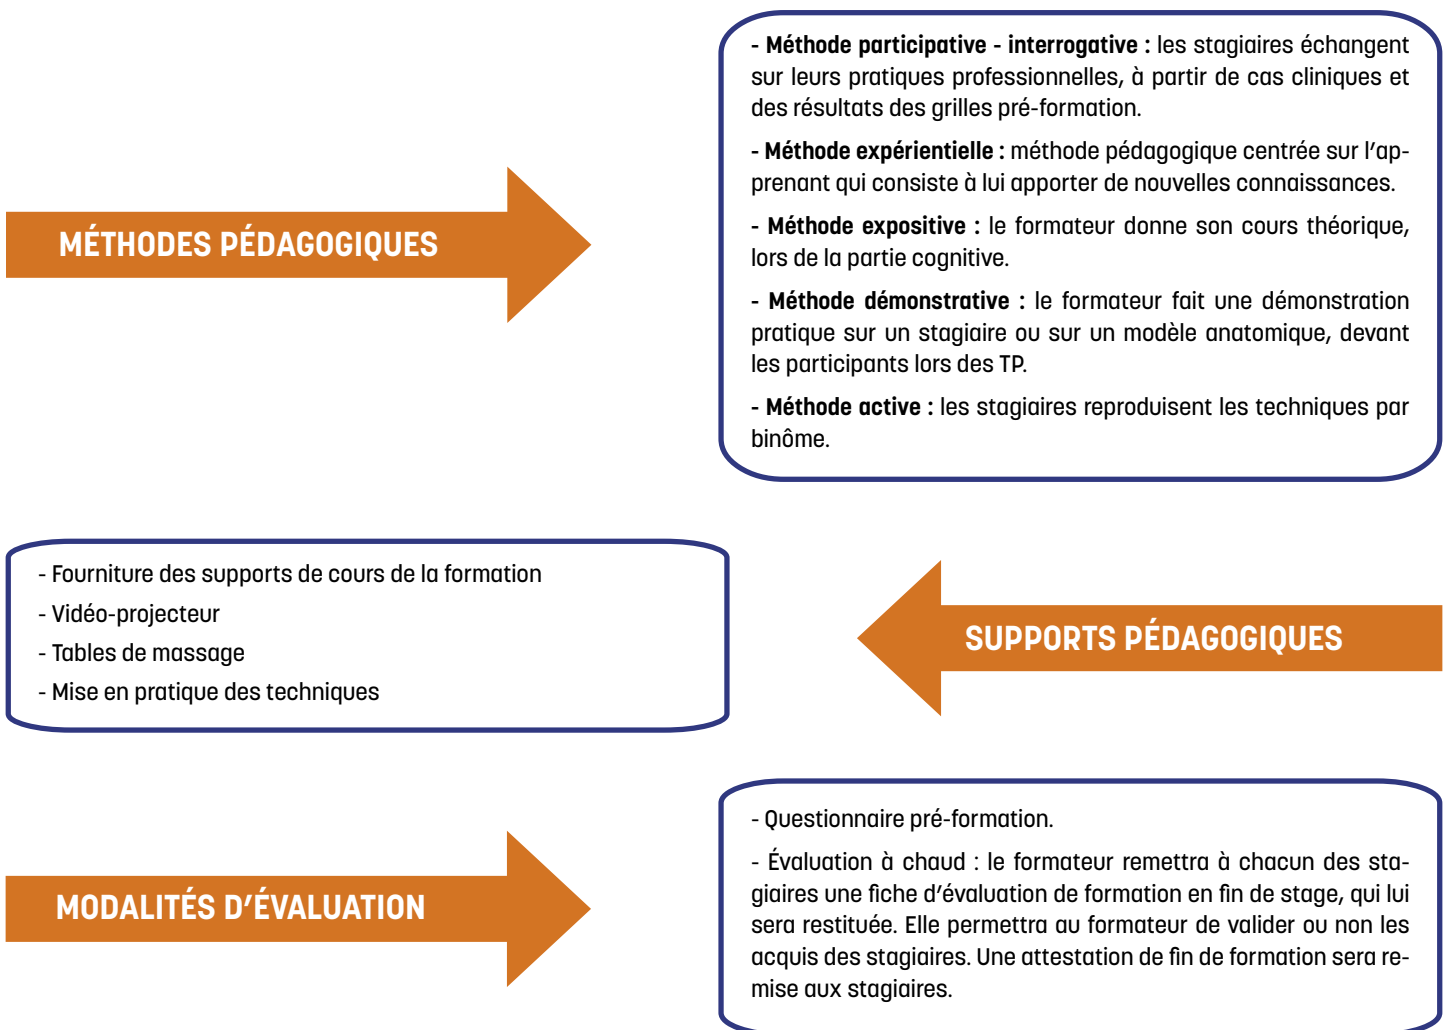 MÉTHODES PÉDAGOGIQUES
- Méthode participative - interrogative : les stagiaires échangent
sur leurs pratiques professionnelles, à partir de cas cliniques et
des résultats des grilles pré-formation.
- Méthode expérientielle : méthode pédagogique centrée sur l'ap-
prenant qui consiste à lui apporter de nouvelles connaissances.
- Méthode expositive : le formateur donne son cours théorique,
lors de la partie cognitive.
- Méthode démonstrative : le formateur fait une démonstration
pratique sur un stagiaire ou sur un modèle anatomique, devant
les participants lors des TP.
- Méthode active : les stagiaires reproduisent les techniques par
binôme.
SUPPORTS PÉDAGOGIQUES
- Fourniture des supports de cours de la formation
- Vidéo-projecteur
- Tables de massage
- Mise en pratique des techniques
MODALITÉS D'ÉVALUATION
- Questionnaire pré-formation.
- Évaluation à chaud : le formateur remettra à chacun des sta-
giaires une fiche d'évaluation de formation en fin de stage, qui lui
sera restituée. Elle permettra au formateur de valider ou non les
acquis des stagiaires. Une attestation de fin de formation sera re-
mise aux stagiaires.